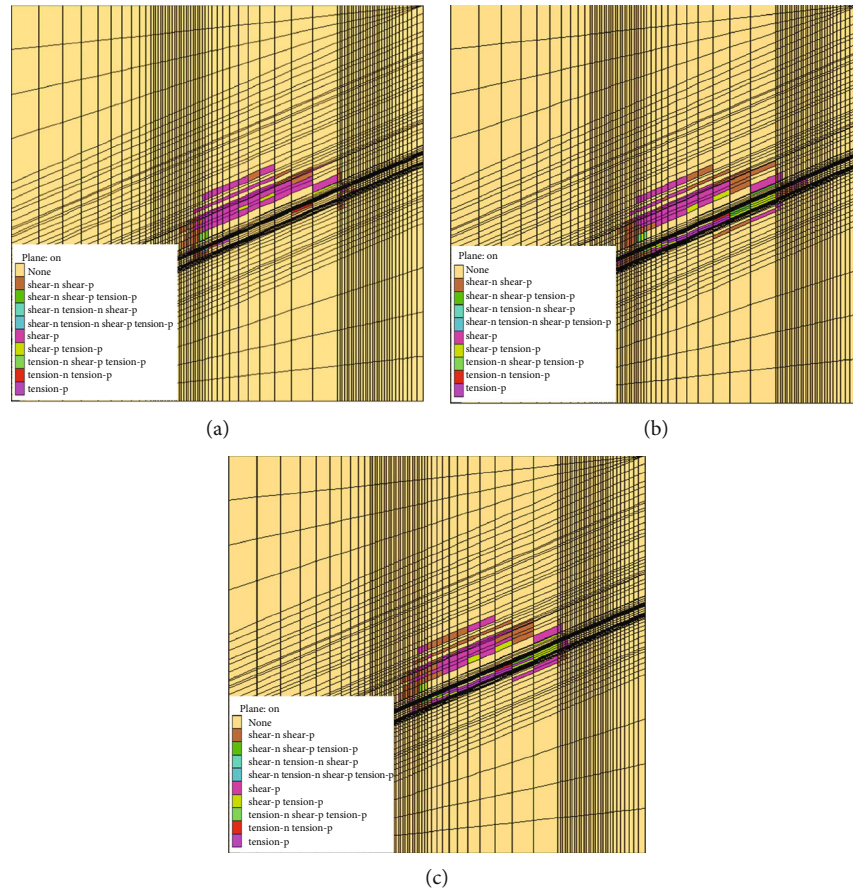 Plane: on
None
shear-n shear-p
shear-n shear-p tension-p
shear-n tension-n shear-p
shear-n tension-n shear-p tension-p
shear-p
shear-p tension-p
tension-n shear-p tension-p
tension-n tension-p
tension-p
(a)
Plane: on
None
shear-n shear-p
shear-n shear-p tension-p
shear-n tension-n shear-p
shear-n tension-n shear-p tension-p
shear-p
shear-p tension-p
tension-n shear-p tension-p
tension-n tension-p
tension-p
(b)
Plane: on
None
shear-n shear-p
shear-n shear-p tension-p
shear-n tension-n shear-p
shear-n tension-n shear-p tension-p
shear-p
shear-p tension-p
tension-n shear-p tension-p
tension-n tension-p
tension-p
(c)